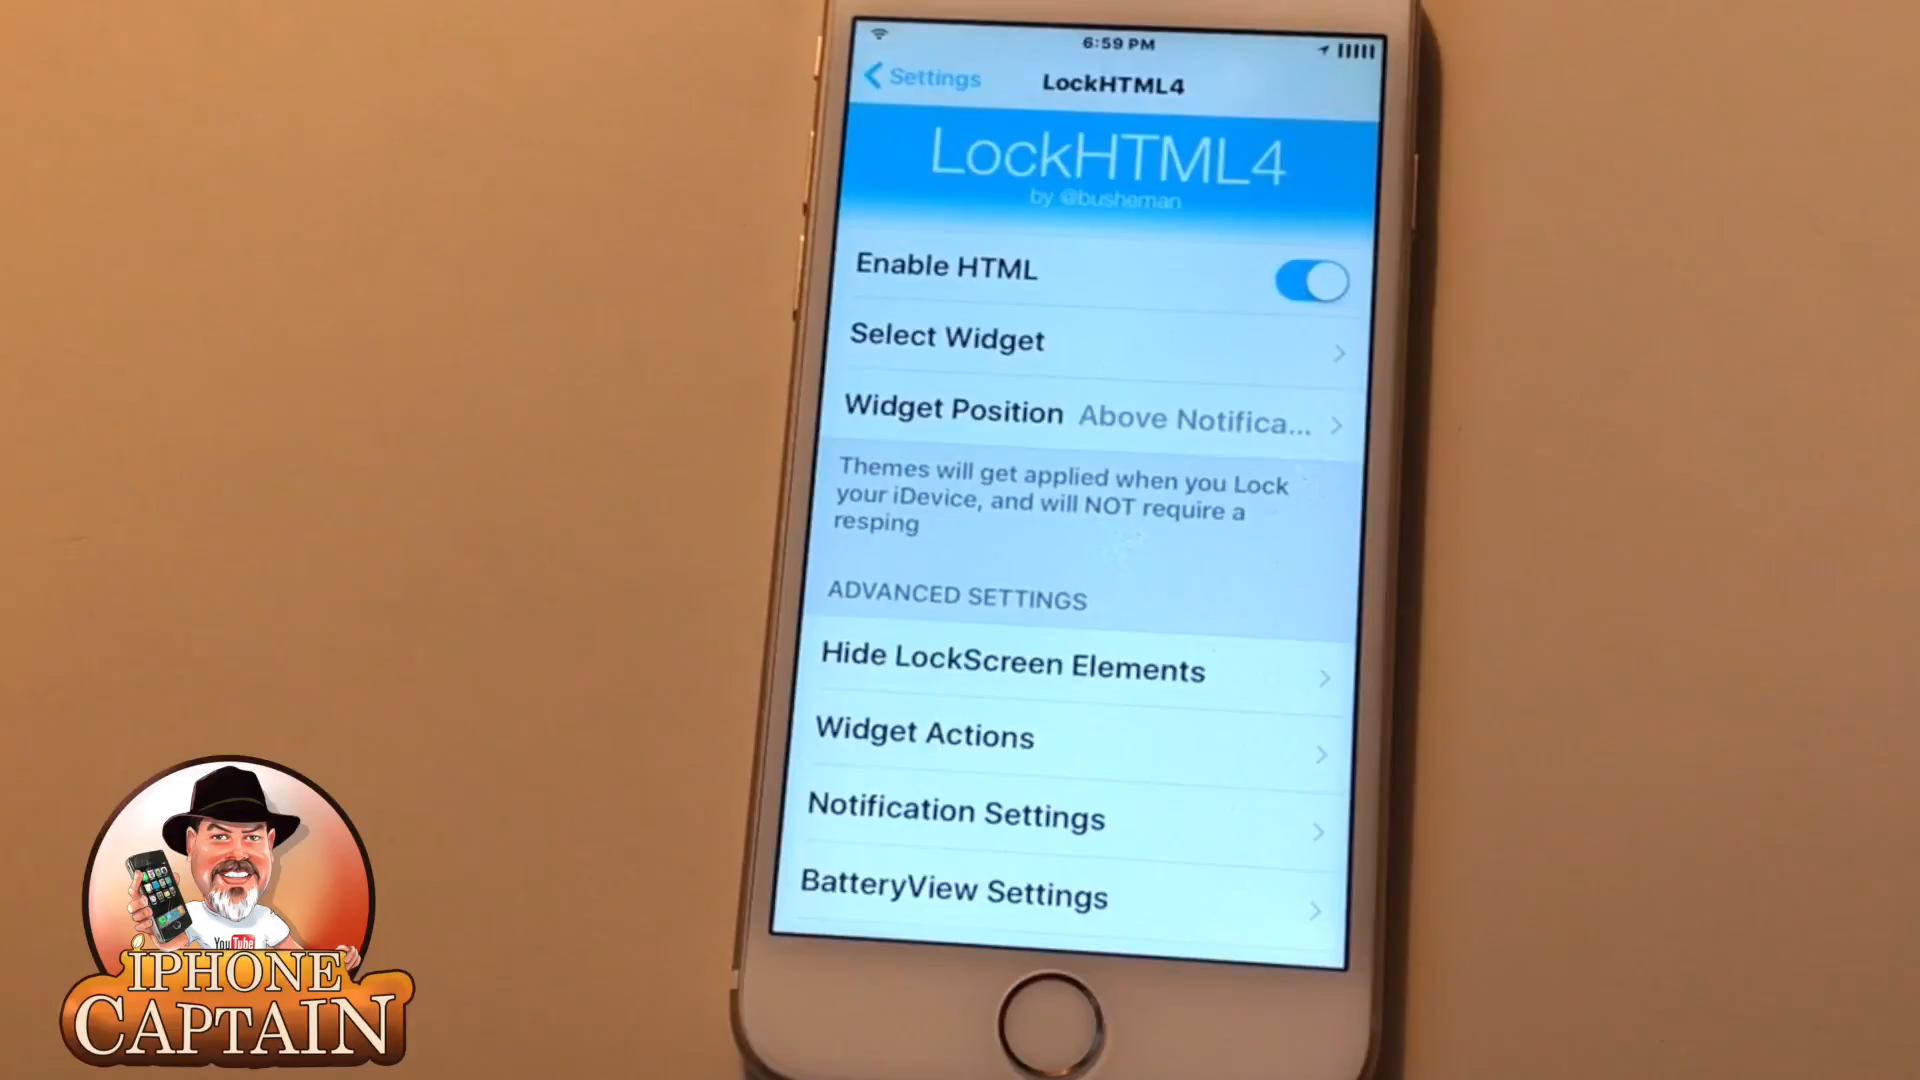 6:59 PM
Settings
LockHTML4
LockHTML4
by @busheman
Enable HTML
Select Widget
Widget Position Above Notifica...
Themes will get applied when you Lock
your iDevice, and will NOT require a
resping
ADVANCED SETTINGS
Hide LockScreen Elements
Widget Actions
Notification Settings
BatteryView Settings
YouTube
IPHONE
CAPTAIN